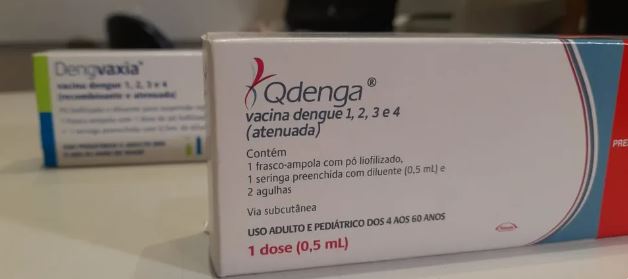 Dengvaxia®
vacina dengue 1, 2, 3 e 4
(recombinante e atenuada)
Qdenga®
vacina dengue 1, 2, 3 e 4
(atenuada)
Contém
1 frasco-ampola com pó liofilizado,
1 seringa preenchida com diluente (0,5 mL) e
2 agulhas
Via subcutânea
USO ADULTO E PEDIÁTRICO DOS 4 AOS 60 ANOS
1 dose (0,5 mL)